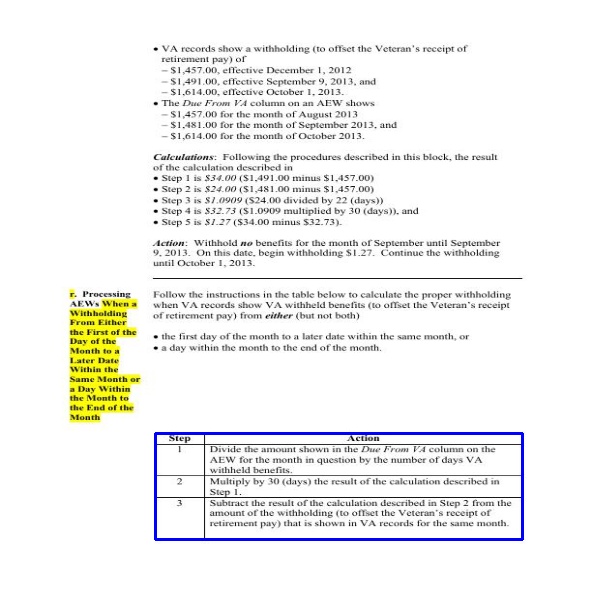 • VA records show a withholding (to offset the Veteran's receipt of
retirement pay) of
– $1,457.00, effective December 1, 2012
– $1,491.00, effective September 9, 2013, and
– $1,614.00, effective October 1, 2013.
• The Due From VA column on an AEW shows
– $1,457.00 for the month of August 2013
– $1,481.00 for the month of September 2013, and
– $1,614.00 for the month of October 2013.
Calculations: Following the procedures described in this block, the result
of the calculation described in
• Step 1 is $34.00 ($1,491.00 minus $1,457.00)
• Step 2 is $24.00 ($1,481.00 minus $1,457.00)
• Step 3 is $1.0909 ($24.00 divided by 22 (days))
• Step 4 is $32.73 ($1.0909 multiplied by 30 (days)), and
• Step 5 is $1.27 ($34.00 minus $32.73).
Action: Withhold no benefits for the month of September until September
9, 2013. On this date, begin withholding $1.27. Continue the withholding
until October 1, 2013.
r. Processing
AEWs When a
Withholding
From Either
the First of the
Day of the
Month to a
Later Date
Within the
Same Month or
a Day Within
the Month to
the End of the
Month
Follow the instructions in the table below to calculate the proper withholding
when VA records show VA withheld benefits (to offset the Veteran's receipt
of retirement pay) from either (but not both)
• the first day of the month to a later date within the same month, or
• a day within the month to the end of the month.
Step Action
1 Divide the amount shown in the Due From VA column on the
AEW for the month in question by the number of days VA
withheld benefits.
2 Multiply by 30 (days) the result of the calculation described in
Step 1.
3 Subtract the result of the calculation described in Step 2 from the
amount of the withholding (to offset the Veteran's receipt of
retirement pay) that is shown in VA records for the same month.